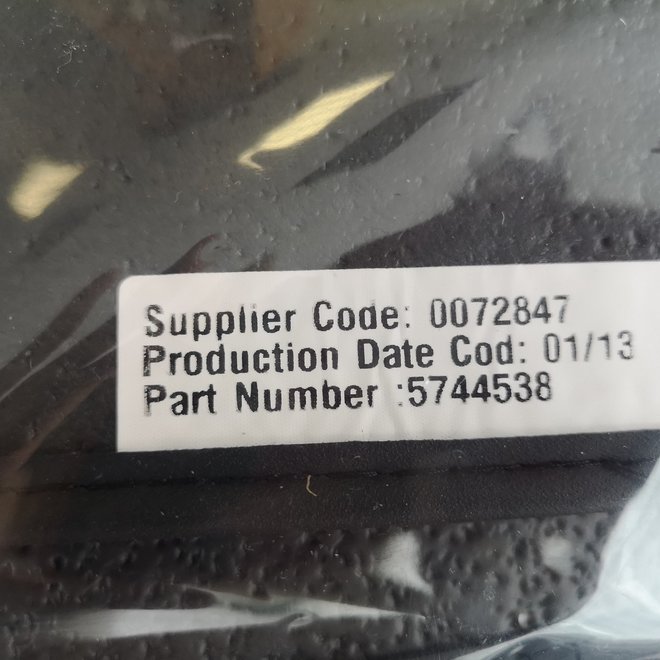 Supplier Code: 0072847
Production Date Cod: 01/13
Part Number :5744538